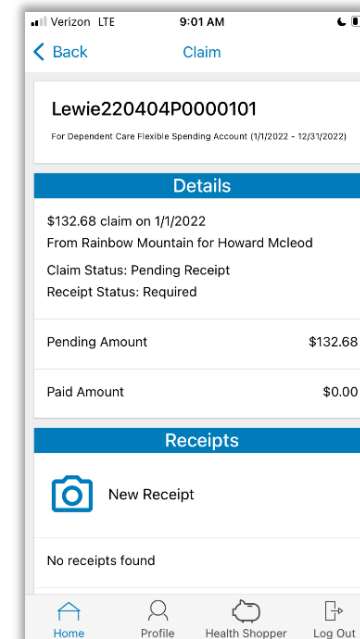 Verizon LTE 9:01 AM
Back Claim
Lewie220404P0000101
For Dependent Care Flexible Spending Account (1/1/2022 - 12/31/2022)
Details
$132.68 claim on 1/1/2022
From Rainbow Mountain for Howard Mcleod
Claim Status: Pending Receipt
Receipt Status: Required
Pending Amount $132.68
Paid Amount $0.00
Receipts
New Receipt
No receipts found
Home Profile Health Shopper Log Out